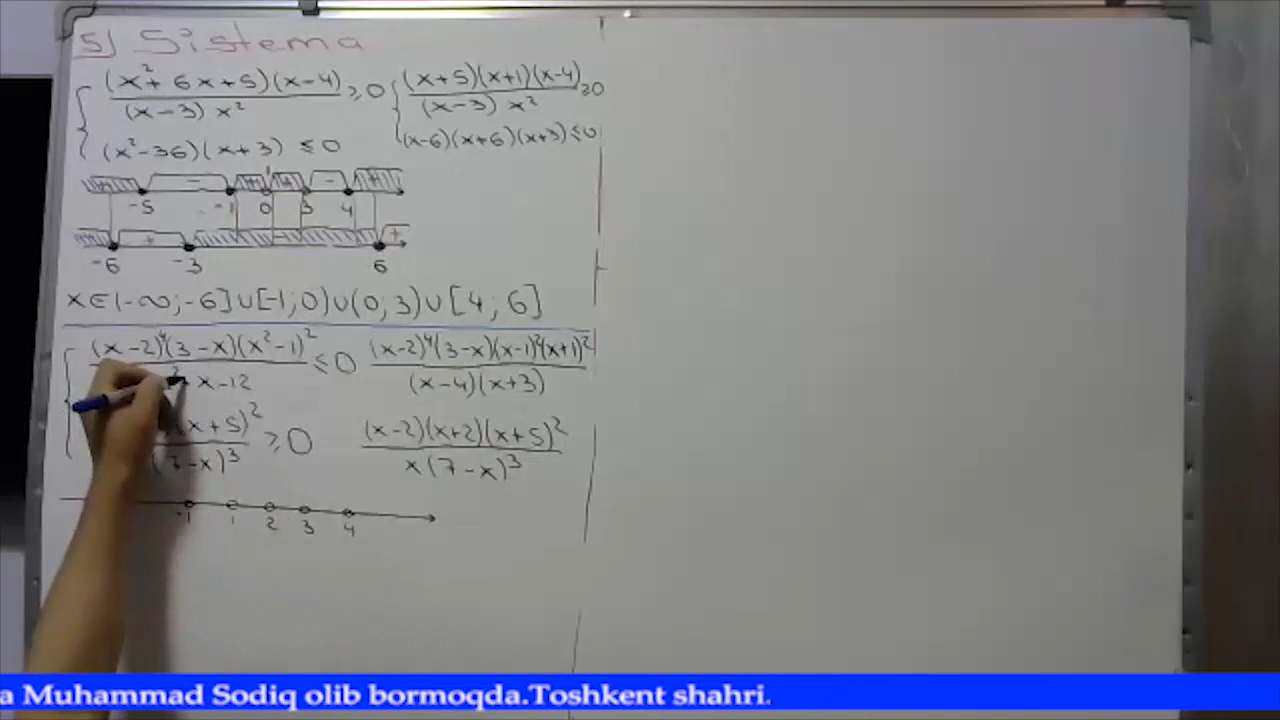 5) Sistema
(x²+6x+5)(x-4)/(x-3)x² ≥ 0
(x²-36)(x+3) ≤ 0
(x+5)(x+1)(x-4)/(x-3)x² ≥ 0
(x-6)(x+6)(x+3) ≤ 0
+ - + + - +
-5 -1 0 3 4
- + - +
-6 -3 6
x∈(-∞;-6]∪[-1;0)∪(0;3)∪[4;6]
(x-2)⁴(3-x)(x²-1)² ≤ 0
x-12
(x-2)⁴(3-x)(x-1)²(x+1)²/(x-4)(x+3)
(x+5)² ≥ 0
(7-x)³
(x-2)(x+2)(x+5)²/x(7-x)³
-1 1 2 3 4
a Muhammad Sodiq olib bormoqda.Toshkent shahri.